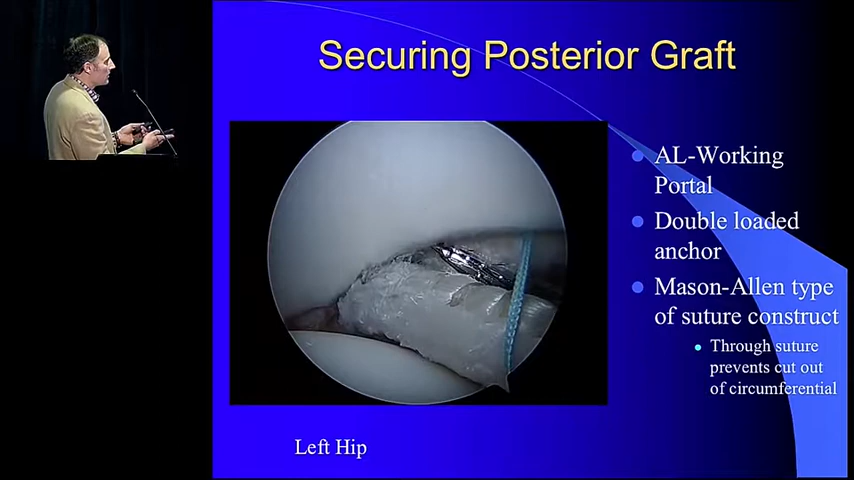 Securing Posterior Graft
AL-Working
Portal
Double loaded
anchor
Mason-Allen type
of suture construct
Through suture
prevents cut out
of circumferential
Left Hip